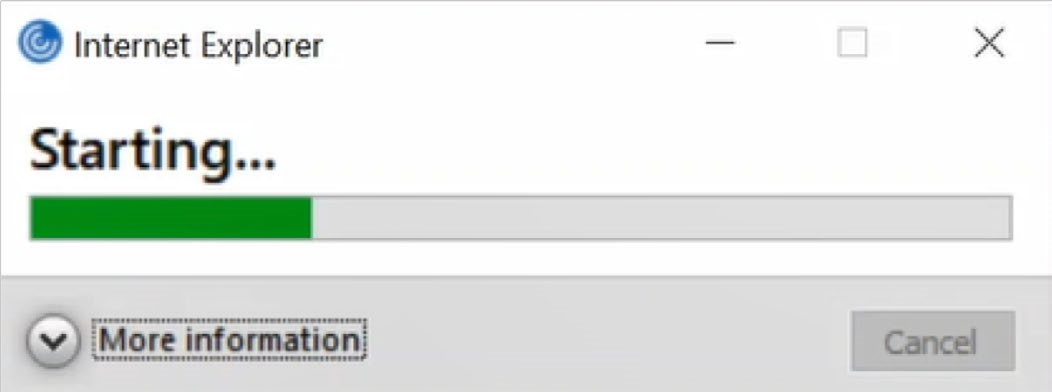 Internet Explorer
Starting...
More information
Cancel